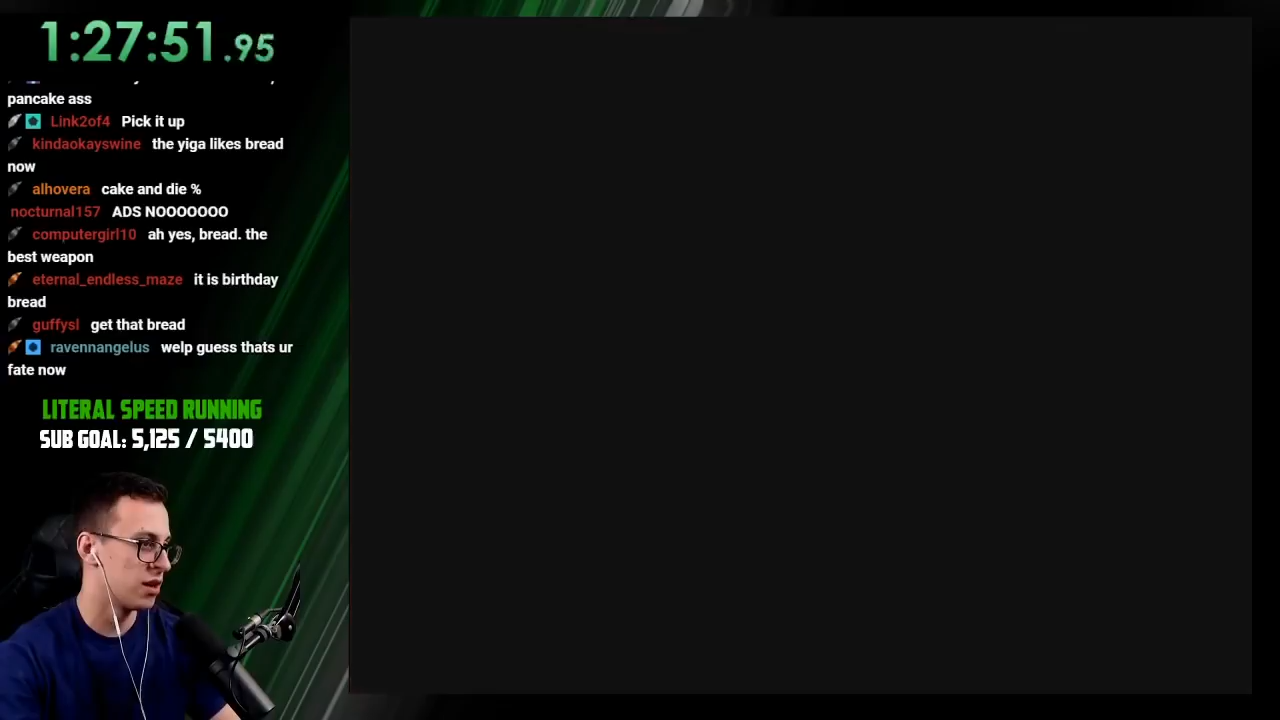 1:27:51.95
pancake ass
Link2of4 Pick it up
kindaokayswine the yiga likes bread
now
alhovera cake and die %
nocturnal157 ADS NOOOOOOO
computergirl10 ah yes, bread. the
best weapon
eternal_endless_maze it is birthday
bread
guffysl get that bread
ravennangelus welp guess thats ur
fate now
LITERAL SPEED RUNNING
SUB GOAL: 5,125 / 5400